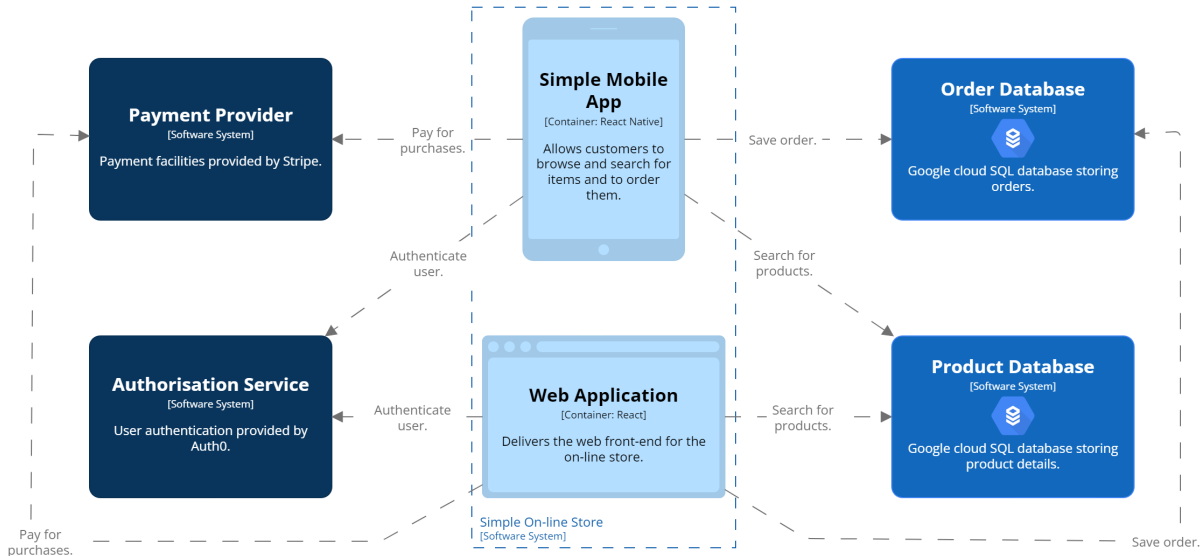 Payment Provider
[Software System]
Payment facilities provided by Stripe.
Pay for
purchases.
Simple Mobile
App
[Container: React Native]
Allows customers to
browse and search for
items and to order
them.
Save order.
Order Database
[Software System]
Google cloud SQL database storing
orders.
Authenticate
user.
Search for
products.
Authorisation Service
[Software System]
User authentication provided by
Auth0.
Authenticate
user.
Web Application
[Container: React]
Delivers the web front-end for the
on-line store.
Search for
products.
Product Database
[Software System]
Google cloud SQL database storing
product details.
Simple On-line Store
[Software System]
Pay for
purchases.
Save order.